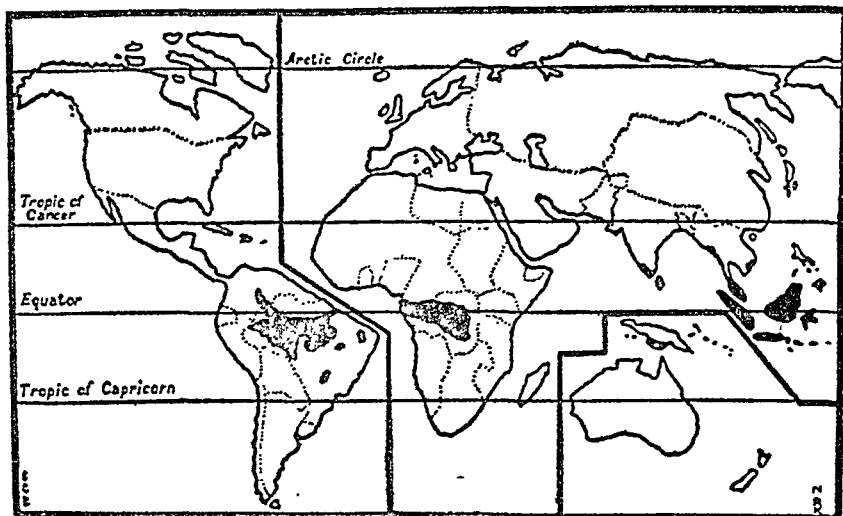 Arctic Circle
Tropic of
Cancer
Equator
Tropic of Capricorn